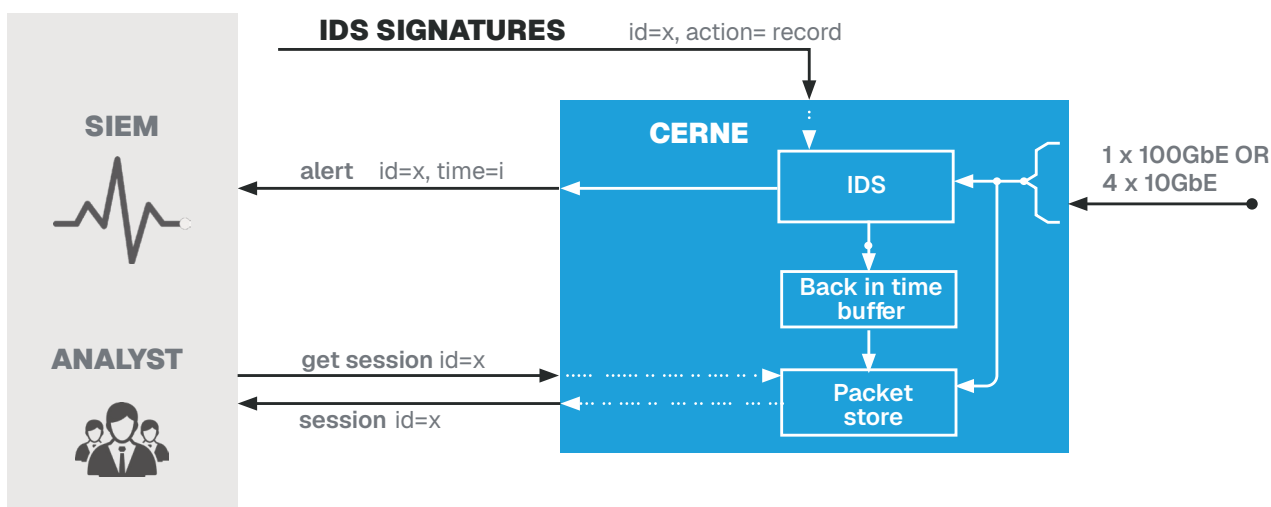 IDS SIGNATURES id=x, action= record
SIEM
CERNE
alert id=x, time=i
IDS
1 x 100GbE OR
4 x 10GbE
Back in time
buffer
ANALYST
get session id=x
Packet
store
session id=x